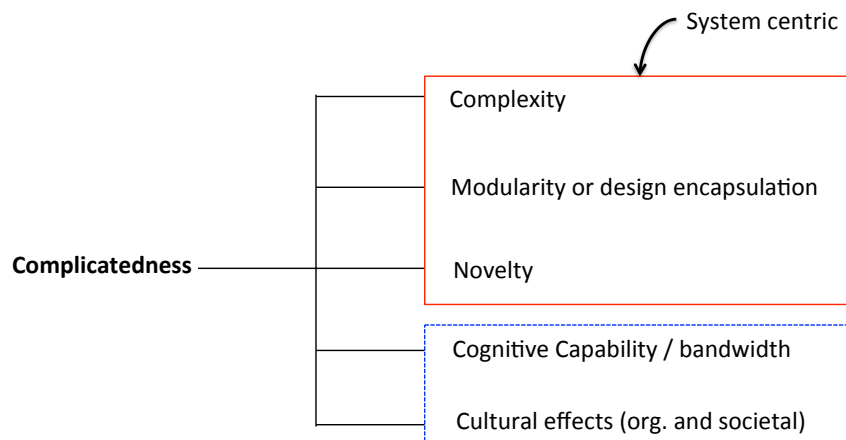 System centric
Complexity
Modularity or design encapsulation
Complicatedness
Novelty
Cognitive Capability / bandwidth
Cultural effects (org. and societal)